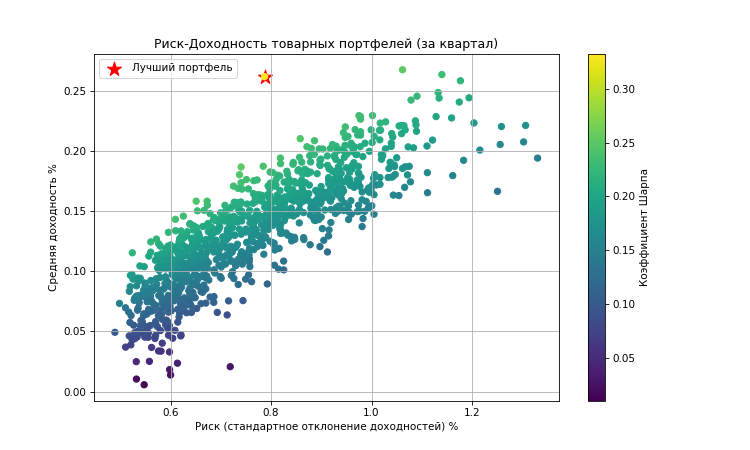 Риск-Доходность товарных портфелей (за квартал)
Лучший портфель
Средняя доходность %
0.25
0.20
0.15
0.10
0.05
0.00
0.6 0.8 1.0 1.2
Риск (стандартное отклонение доходностей) %
0.30
0.25
0.20
0.15
0.10
0.05
Коэффициент Шарпа